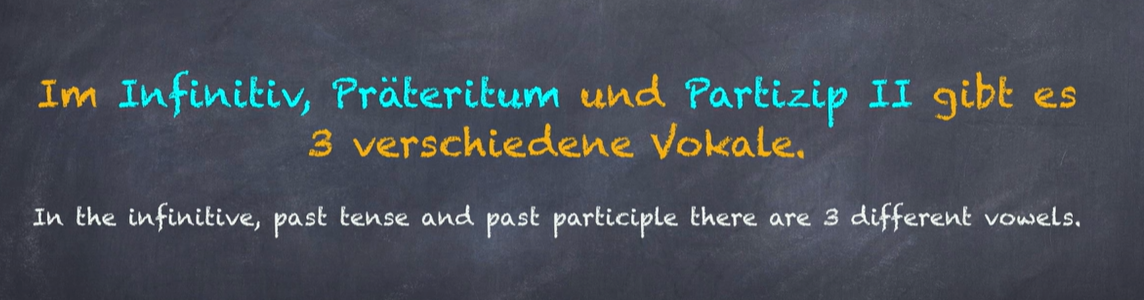 Im Infinitiv, Präteritum und Partizip II gibt es
3 verschiedene Vokale.
In the infinitive, past tense and past participle there are 3 different vowels.